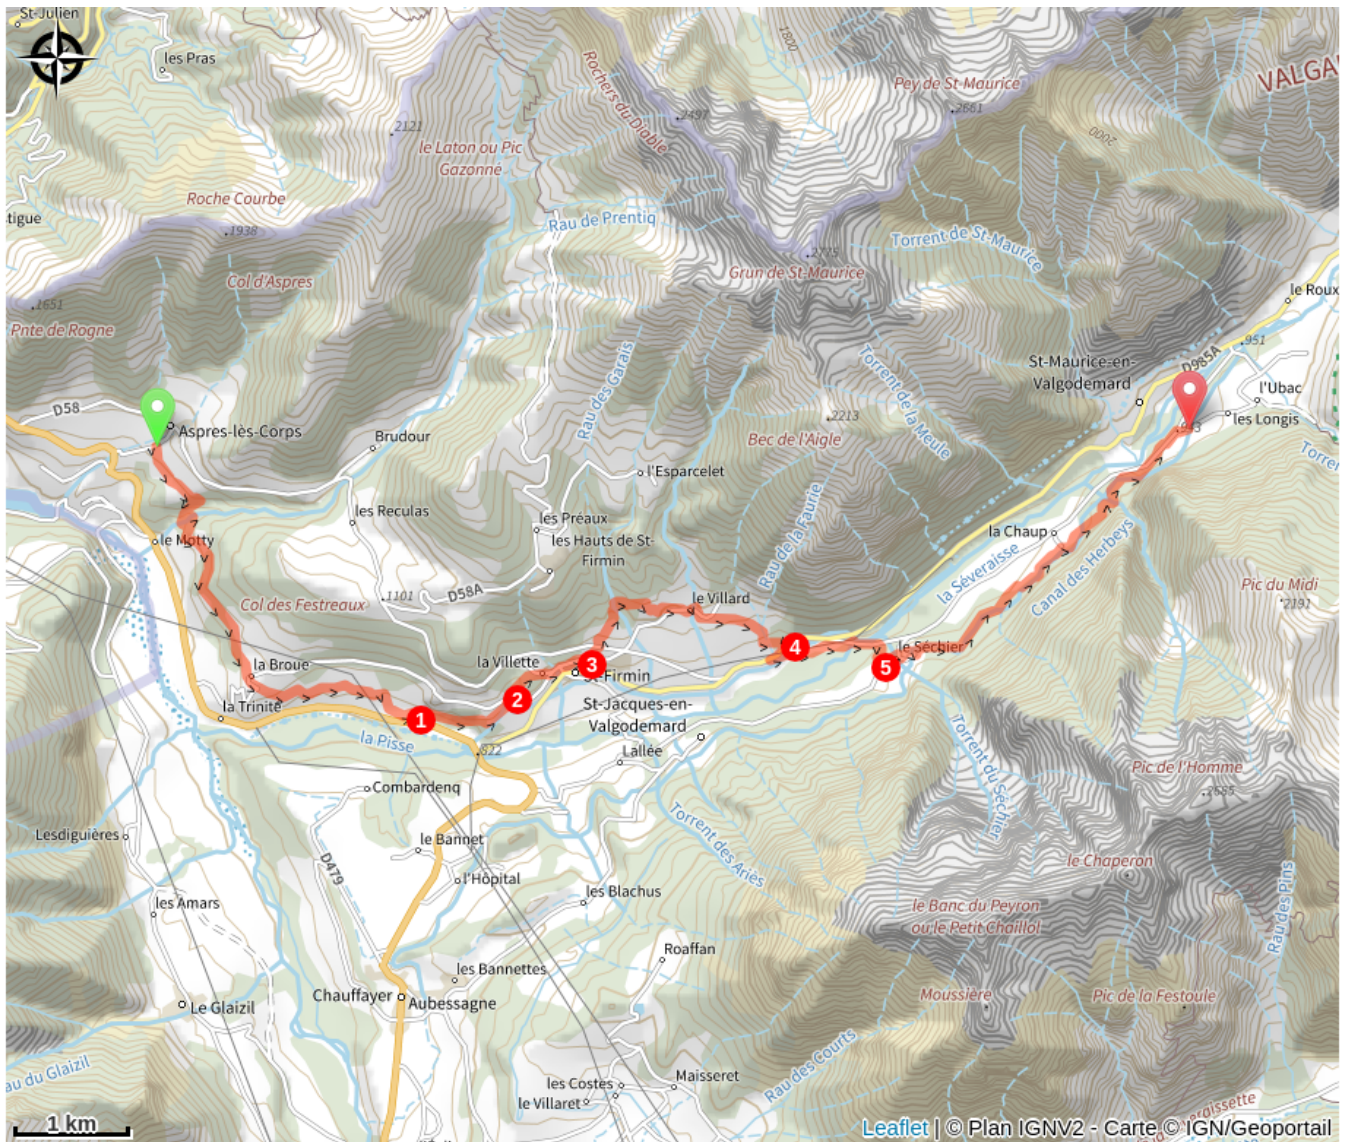 St-Julien
les Pras
1800
Rochers du Diable
2497
Pey de St-Maurice
2661
VALGA
2121
2000
le Laton ou Pic
Gazonné
Roche Courbe
tigue
1938
Rau de Prentiq
Torrent de St-Maurice
2775
Grun de St-Maurice
Col d'Aspres
le Roux
1651
Pnte de Rogne
951
D985A
St-Maurice-en-
Valgodemard
Rau des Garais
Torrent de la Meule
l'Ubac
D58
Aspres-lès-Corps
2213
les Longis
Brudour
Bec de l'Aigle
l'Esparcelet
Torre
les Reculas
les Préaux
Rau de la Faurie
le Motty
les Hauts de St-
Firmin
la Chaup
la Séveraisse
Canal des Herbeys
Pic du Midi
2191
Col des Festreaux
1101
D58A
le Villard
4
le Séchier
la Broue
la Villette
3
St-Firmin
5
2
la Trinité
1
St-Jacques-en-
Valgodemard
la Pisse
822
Lallée
Torrent du Séchier
Pic de l'Homme
2685
Combardenq
Torrent des Ariès
Lesdiguières
le Bannet
D479
l'Hôpital
le Chaperon
les Blachus
Rau des Pins
les Amars
le Banc du Peyron
ou le Petit Chaillol
Roaffan
les Bannettes
Chauffayer
Aubessagne
Moussière
Pic de la Festoule
Le Glaizil
Rau des Courts
au du Glaizil
Maisseret
les Costes
le Villaret
1 km
Leaflet | © Plan IGNV2 - Carte © IGN/Geoportail